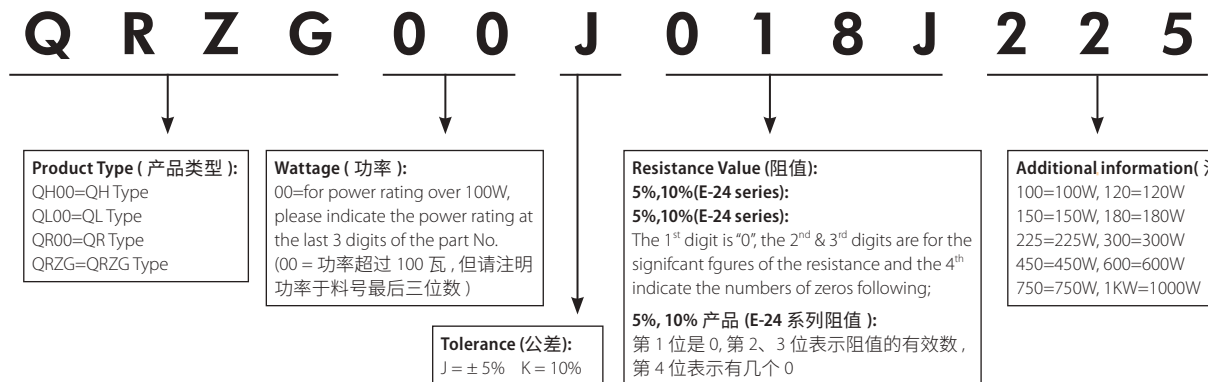 Q R Z G 0 0 J 0 1 8 J 2 2 5
Product Type ( 产品类型 ):
QH00=QH Type
QL00=QL Type
QR00=QR Type
QRZG=QRZG Type
Wattage ( 功率 ):
00=for power rating over 100W,
please indicate the power rating at
the last 3 digits of the part No.
(00 = 功率超过 100 瓦 , 但请注明
功率于料号最后三位数 )
Tolerance (公差):
J = ± 5% K = 10%
Resistance Value (阻值):
5%,10%(E-24 series):
5%,10%(E-24 series):
The 1st digit is “0”, the 2nd & 3rd digits are for the
signifcant fgures of the resistance and the 4th
indicate the numbers of zeros following;
5%, 10% 产品 (E-24 系列阻值 ):
第 1 位是 0, 第 2、3 位表示阻值的有效数 ,
第 4 位表示有几个 0
Additional information(
100=100W, 120=120W
150=150W, 180=180W
225=225W, 300=300W
450=450W, 600=600W
750=750W, 1KW=1000W